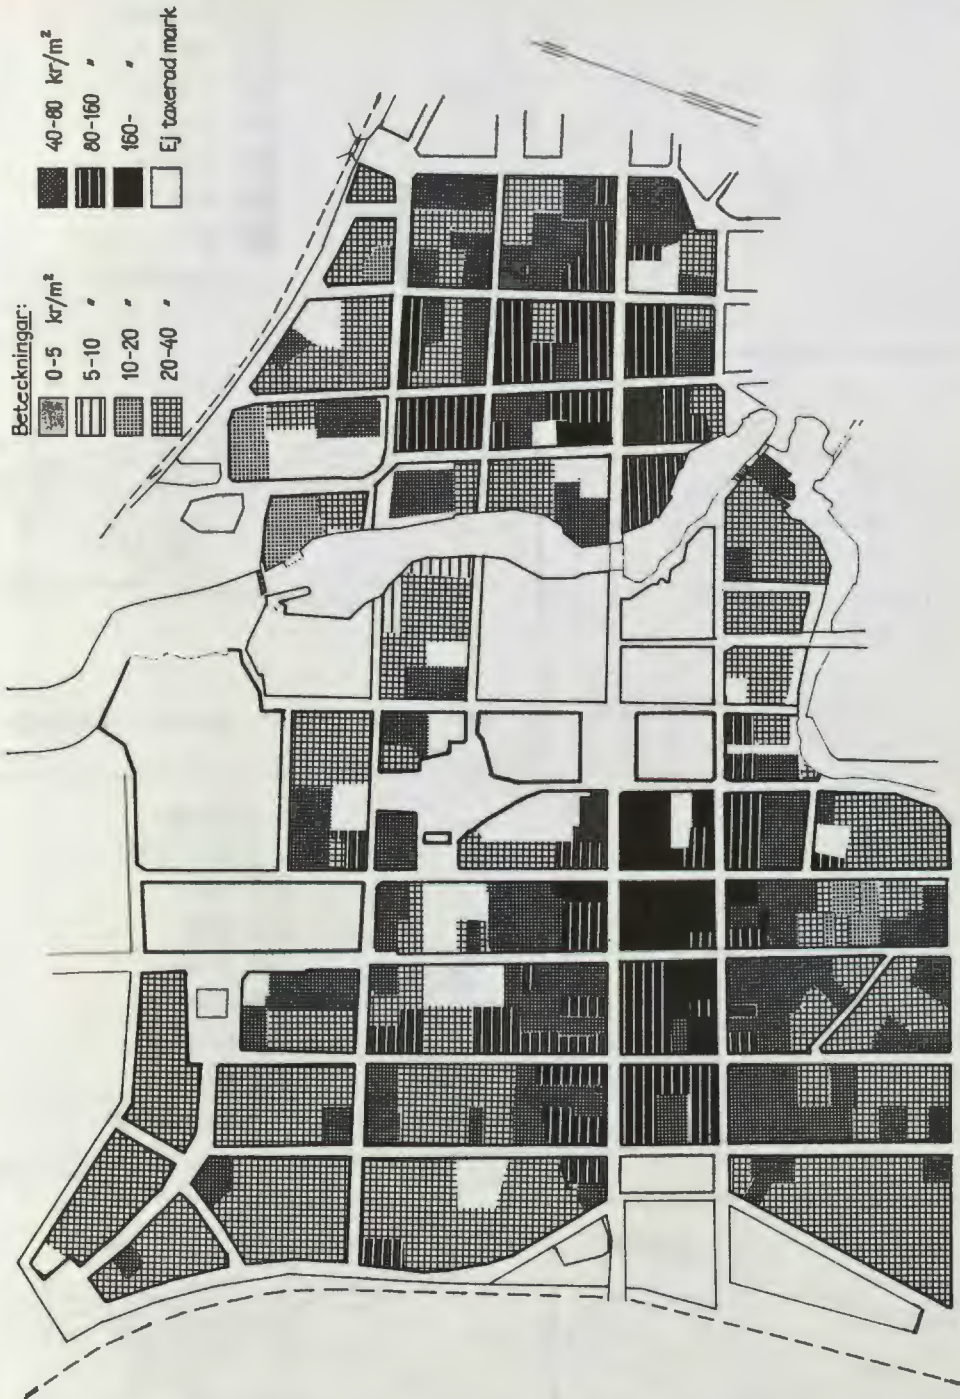 Beteckningar:
0-5 kr/m²
5-10 "
10-20 "
20-40 "
40-80 kr/m²
80-160 "
160- "
Ej taxerad mark